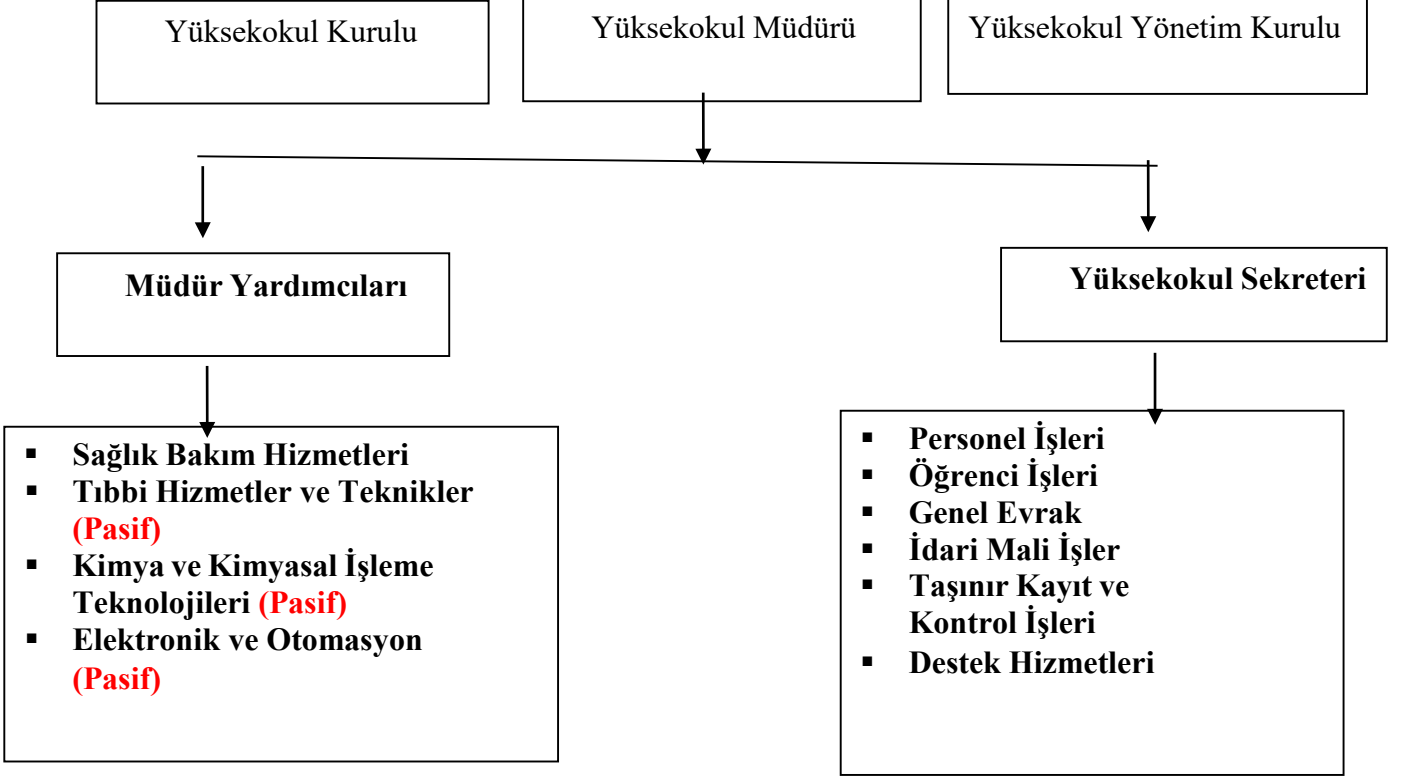 Yüksekokul Kurulu
Yüksekokul Müdürü
Yüksekokul Yönetim Kurulu
Müdür Yardımcıları
Yüksekokul Sekreteri
▪ Sağlık Bakım Hizmetleri
▪ Tıbbi Hizmetler ve Teknikler
(Pasif)
▪ Kimya ve Kimyasal İşleme
Teknolojileri (Pasif)
▪ Elektronik ve Otomasyon
(Pasif)
▪ Personel İşleri
▪ Öğrenci İşleri
▪ Genel Evrak
▪ İdari Mali İşler
▪ Taşınır Kayıt ve
Kontrol İşleri
▪ Destek Hizmetleri